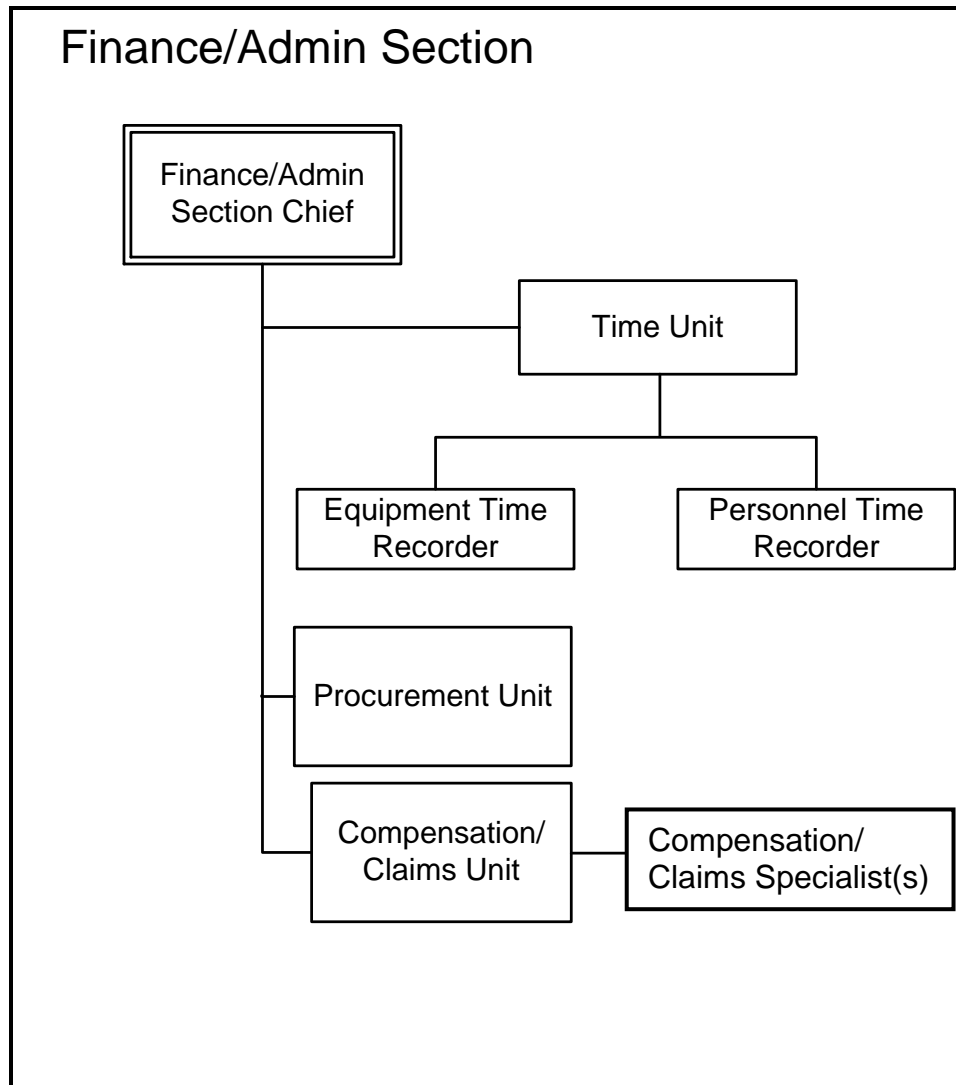 Finance/Admin Section
Finance/Admin
Section Chief
Time Unit
Equipment Time
Recorder
Personnel Time
Recorder
Procurement Unit
Compensation/
Claims Unit
Compensation/
Claims Specialist(s)